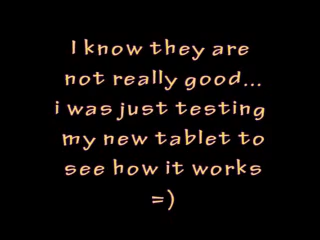 I know they are
not really good...
i was just testing
my new tablet to
see how it works
=)